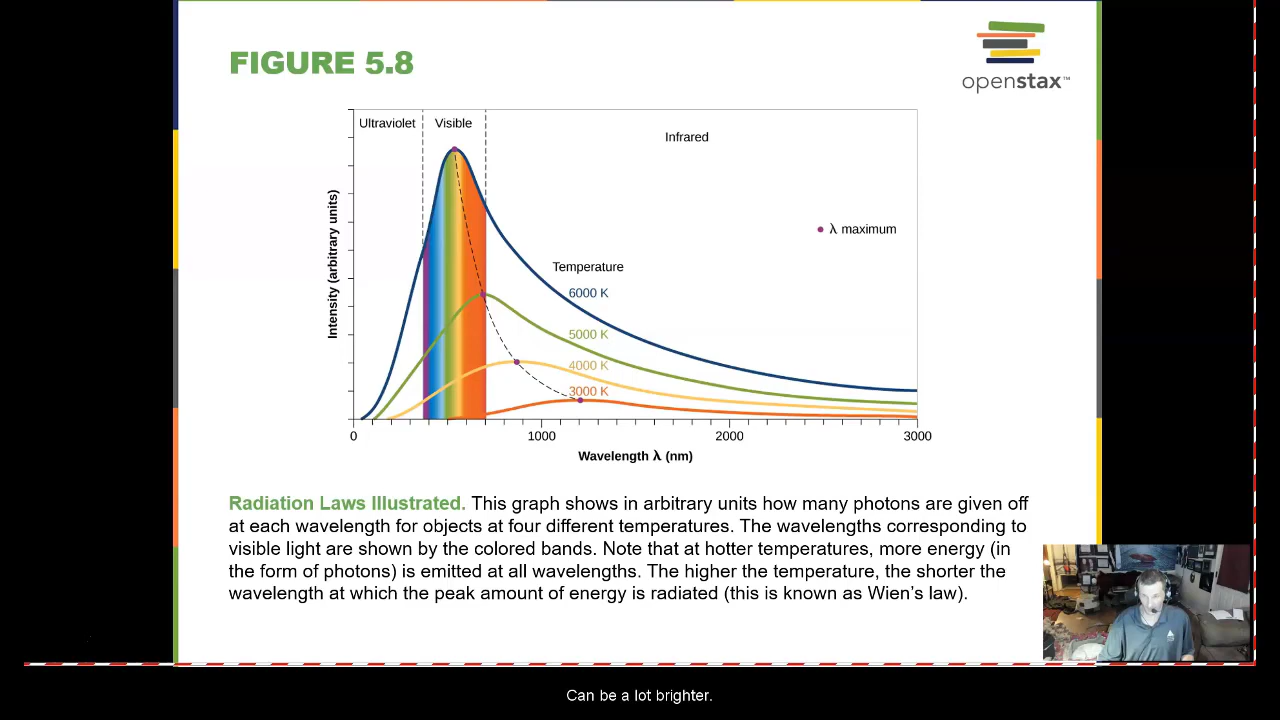 FIGURE 5.8
openstax™
Ultraviolet
Visible
Infrared
λ maximum
Temperature
6000 K
5000 K
4000 K
3000 K
Intensity (arbitrary units)
0
1000
2000
3000
Wavelength λ (nm)
Radiation Laws Illustrated. This graph shows in arbitrary units how many photons are given off
at each wavelength for objects at four different temperatures. The wavelengths corresponding to
visible light are shown by the colored bands. Note that at hotter temperatures, more energy (in
the form of photons) is emitted at all wavelengths. The higher the temperature, the shorter the
wavelength at which the peak amount of energy is radiated (this is known as Wien’s law).
Can be a lot brighter.